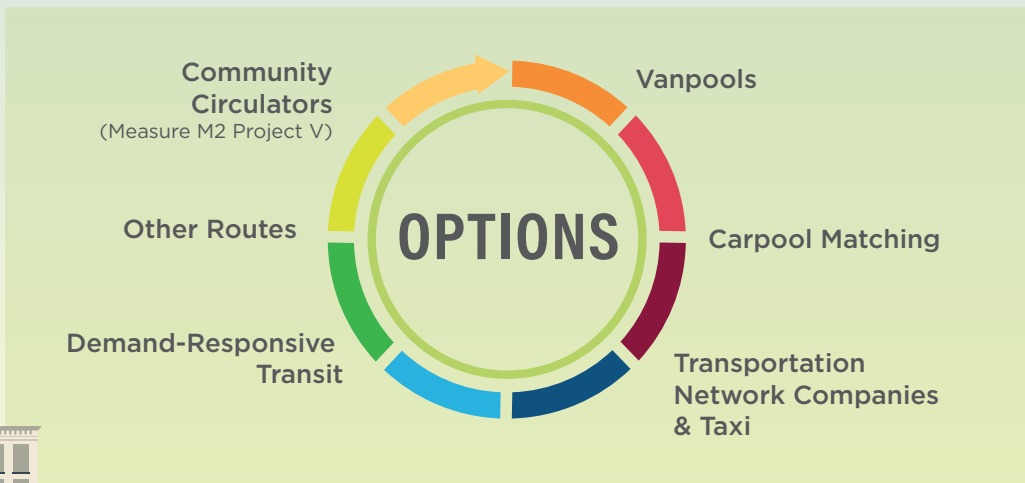 Community
Circulators
(Measure M2 Project V)
Vanpools
Other Routes
OPTIONS
Carpool Matching
Demand-Responsive
Transit
Transportation
Network Companies
& Taxi